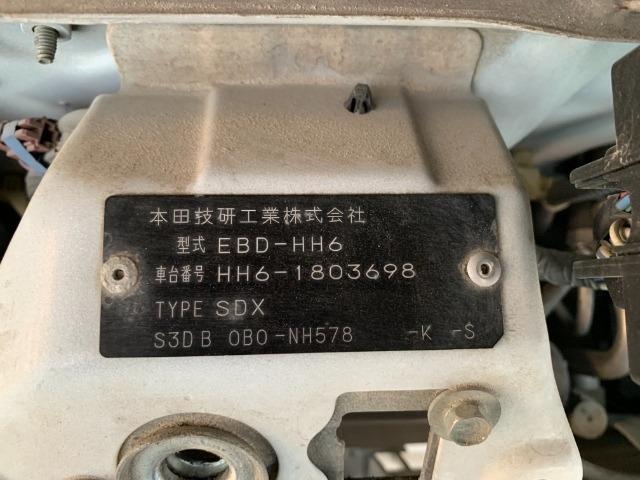 本田技研工業株式会社
型式 EBD-HH6
車台番号 HH6-1803698
TYPE SDX
S3D B 0B0-NH578 -K -S